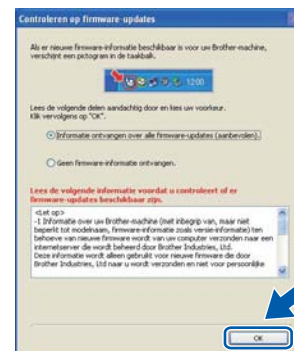 Controleren op firmware-updates
Als er nieuwe firmware-informatie beschikbaar is voor uw Brother-machine,
verschijnt een pictogram in de taakbalk.
12:00
Lees de volgende delen aandachtig door en kies uw voorkeur.
Klik vervolgens op "OK".
Informatie ontvangen over alle firmware-updates (aanbevolen).
Geen firmware-informatie ontvangen.
Lees de volgende informatie voordat u controleert of er
firmware-updates beschikbaar zijn.
<Let op>
-1 Informatie over uw Brother-machine (met inbegrip van, maar niet
beperkt tot modelnaam, firmware-informatie zoals versie-informatie) ten
behoeve van nieuwe firmware wordt van uw computer verzonden naar een
internetserver die wordt beheerd door Brother Industries, Ltd.
Deze informatie wordt alleen gebruikt voor nieuwe firmware die door
Brother Industries, Ltd naar u wordt verzonden en niet voor persoonlijke
OK